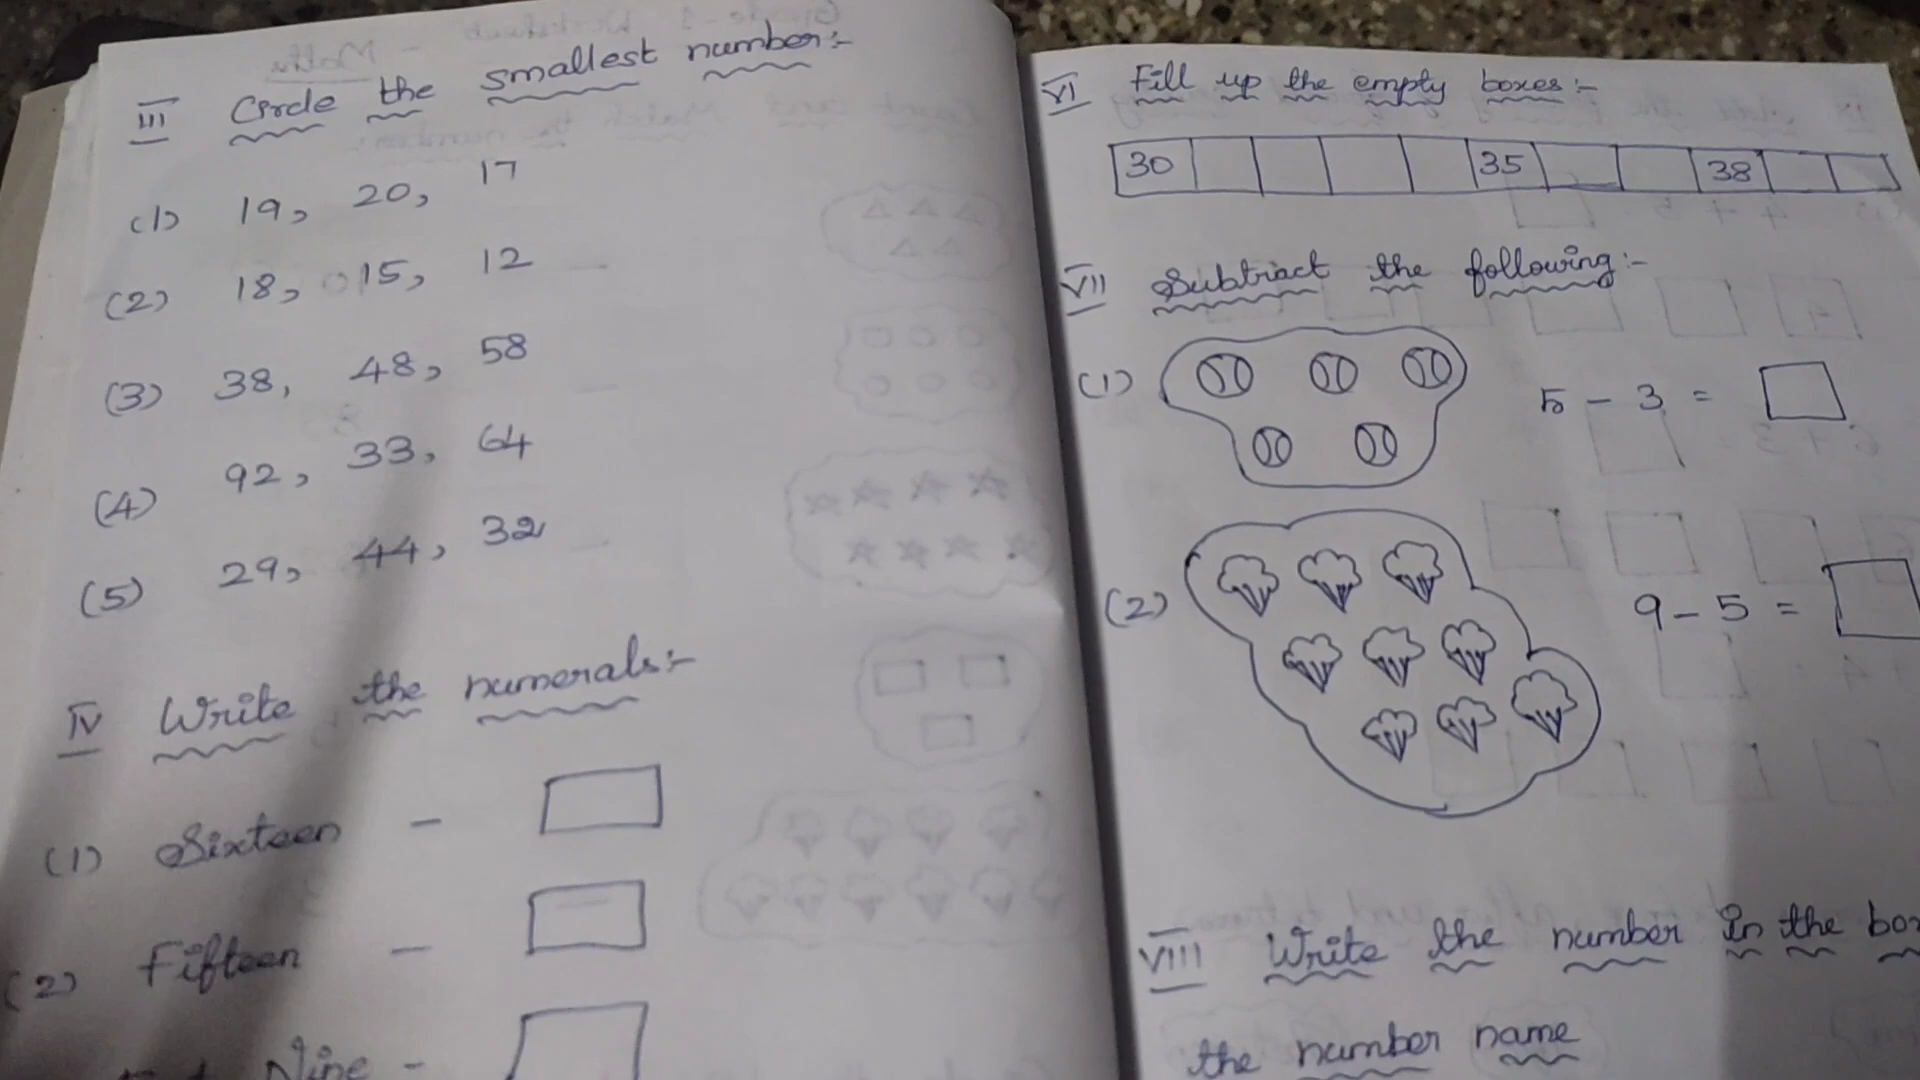 III Circle the smallest number:-
(1) 19, 20, 17
(2) 18, 15, 12
(3) 38, 48, 58
(4) 92, 33, 64
(5) 29, 44, 32
IV Write the numerals:-
(1) Sixteen -
(2) Fifteen -
Nine -
VI Fill up the empty boxes:-
30 35 38
VII Subtract the following:-
(1) 5 - 3 =
(2) 9 - 5 =
VIII Write the number in the box
the number name